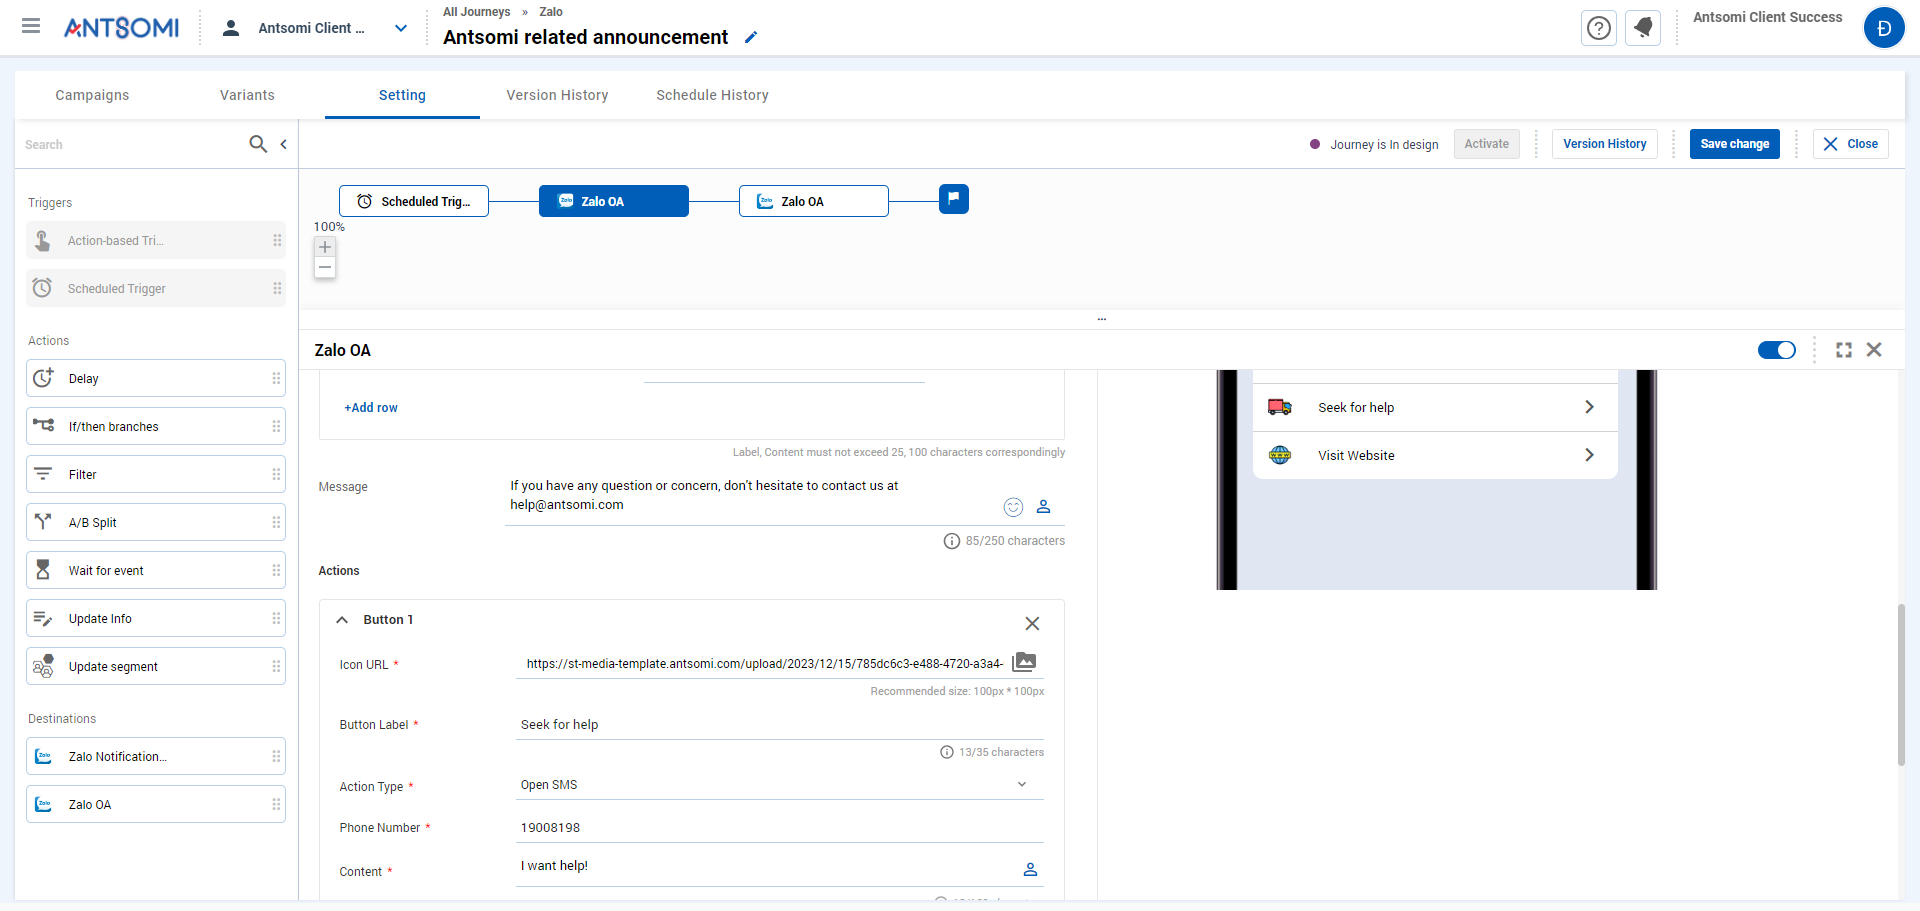 ANTSOMI
Antsomi Client ...
All Journeys » Zalo
Antsomi related announcement
Antsomi Client Success
Đ
Campaigns
Variants
Setting
Version History
Schedule History
Search
Journey is In design
Activate
Version History
Save change
Close
Triggers
Action-based Tri...
Scheduled Trigger
Actions
Delay
If/then branches
Filter
A/B Split
Wait for event
Update Info
Update segment
Destinations
Zalo Notification...
Zalo OA
Scheduled Trig...
Zalo OA
Zalo OA
100%
...
Zalo OA
+Add row
Label, Content must not exceed 25, 100 characters correspondingly
Message
If you have any question or concern, don't hesitate to contact us at
help@antsomi.com
85/250 characters
Actions
Button 1
Icon URL *
https://st-media-template.antsomi.com/upload/2023/12/15/785dc6c3-e488-4720-a3a4-
Recommended size: 100px * 100px
Button Label *
Seek for help
13/35 characters
Action Type *
Open SMS
Phone Number *
19008198
Content *
I want help!
Seek for help
Visit Website